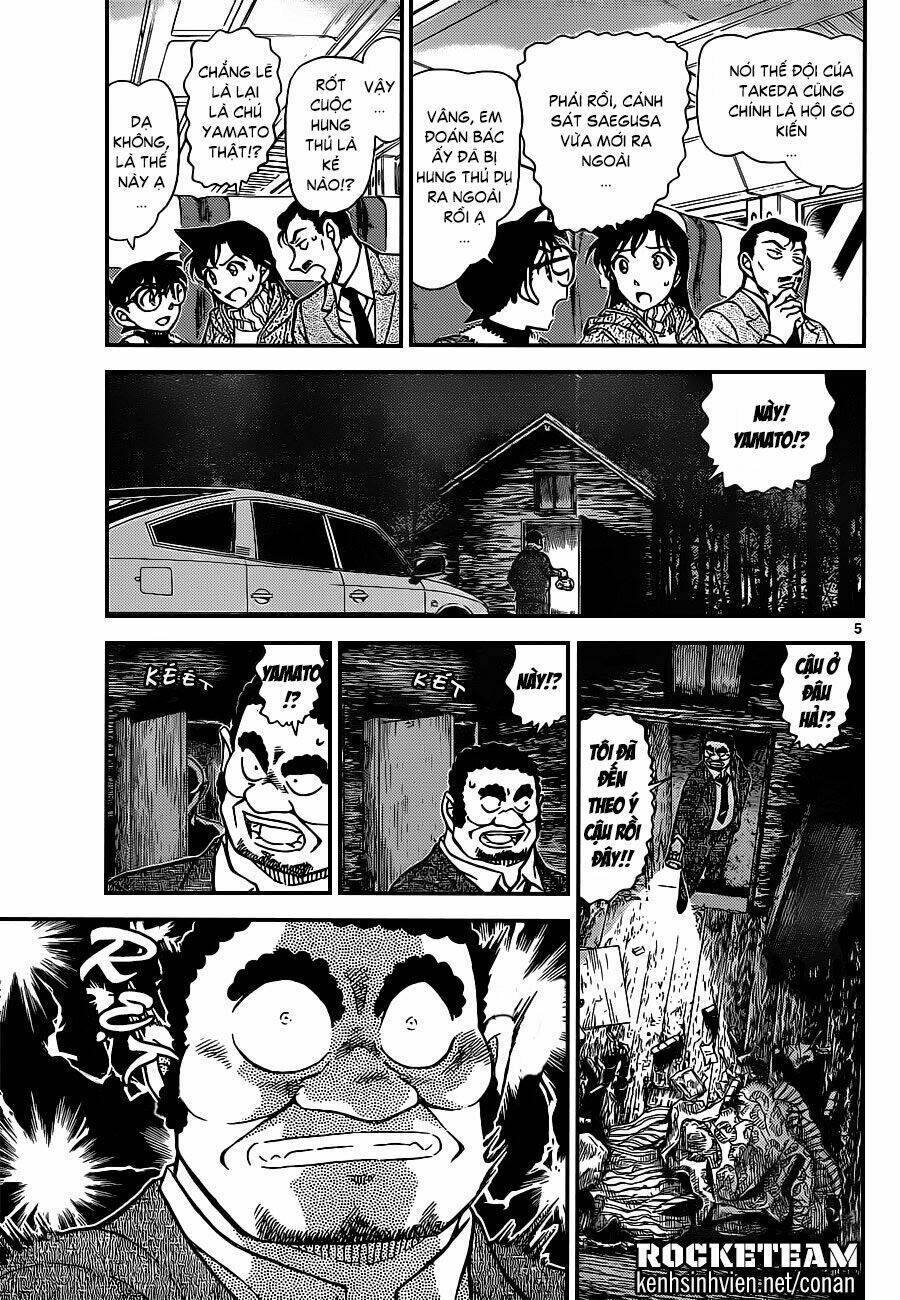 NƠI THẾ ĐỘI CỦA
TAKEDA CŨNG
CHÍNH LÀ HỘI GÕ
KIẾN
...
PHẢI RỒI, CẢNH
SÁT SAEGUSA
VỪA MỚI RA
NGOÀI
...
VÂNG, EM
ĐOÁN BÁC
ẤY ĐÃ BỊ
HUNG THỦ DỤ
RA NGOÀI
RỒI Ạ
...
VẬY
...
RỐT
CUỘC
HUNG
THỦ LÀ
KẺ
NÀO!?
CHẲNG LẼ
LÀ LẠI
LÀ CHÚ
YAMATO
THẬT!?
DẠ
KHÔNG,
LÀ THẾ
NÀY Ạ
...
NÀY!
YAMATO!?
5
CẬU Ở
ĐÂU
HẢ!?
TÔI ĐÃ
ĐẾN
THEO Ý
CẬU RỒI
ĐÂY!!
NÀY!?
KÉT
YAMATO
!?
KÉÉT
ROCKETEAM
kenhsinhvien.net/conan